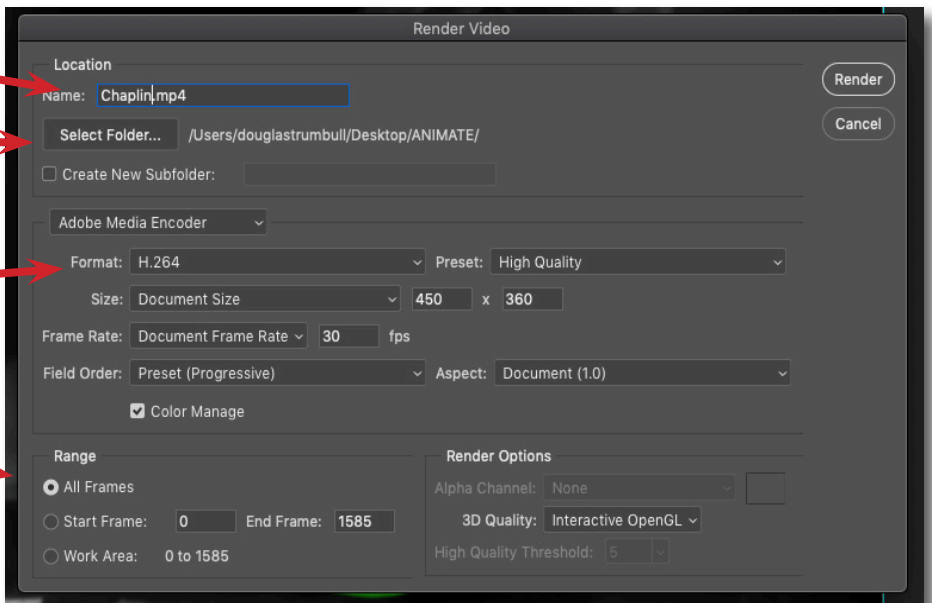 Render Video
Location
Name: Chaplin.mp4
Render
Select Folder... /Users/douglastrumbull/Desktop/ANIMATE/
Cancel
Create New Subfolder:
Adobe Media Encoder
Format: H.264 Preset: High Quality
Size: Document Size 450 x 360
Frame Rate: Document Frame Rate 30 fps
Field Order: Preset (Progressive) Aspect: Document (1.0)
Color Manage
Range
All Frames
Start Frame: 0 End Frame: 1585
Work Area: 0 to 1585
Render Options
Alpha Channel: None
3D Quality: Interactive OpenGL
High Quality Threshold: 5